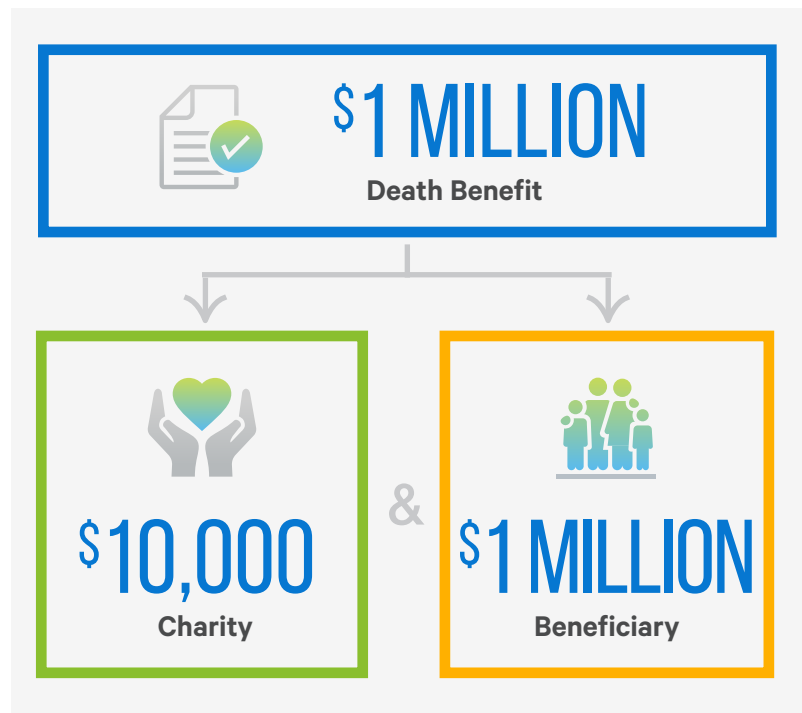 $1 MILLION
Death Benefit
$10,000
Charity
&
$1 MILLION
Beneficiary